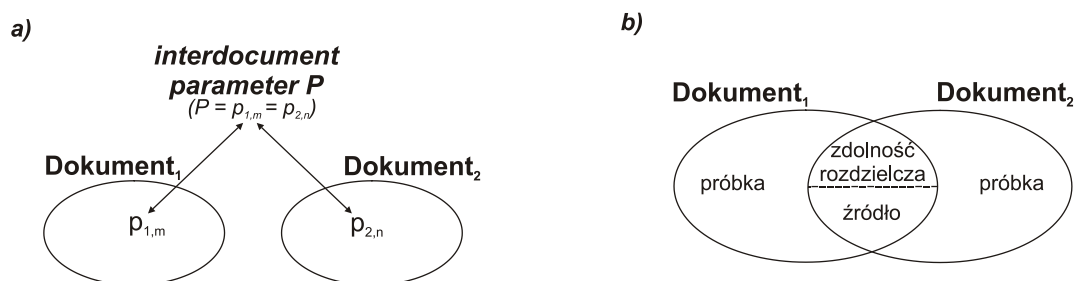 a)
interdocument
parameter P
(P = p1,m = p2,n)
Dokument1
Dokument2
p1,m
p2,n
b)
Dokument1
Dokument2
zdolność
rozdzielcza
próbka
próbka
źródło